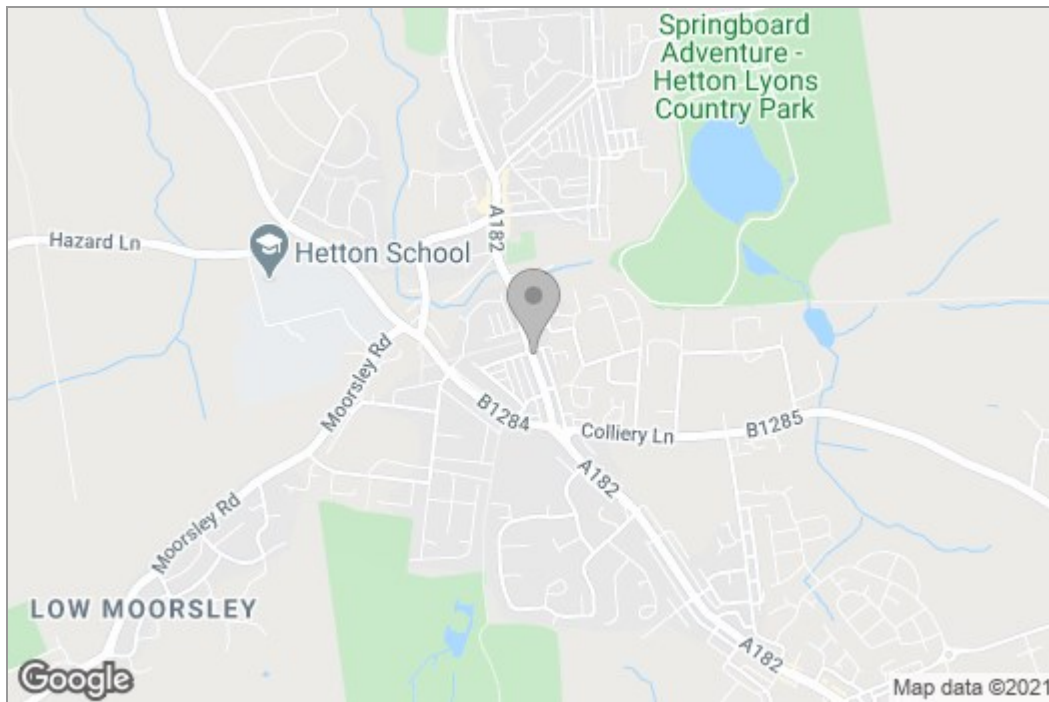 Springboard
Adventure -
Hetton Lyons
Country Park
A182
Hazard Ln
Hetton School
Moorsley Rd
B1284
Colliery Ln
B1285
A182
Moorsley Rd
LOW MOORSLEY
A182
Google
Map data ©2021